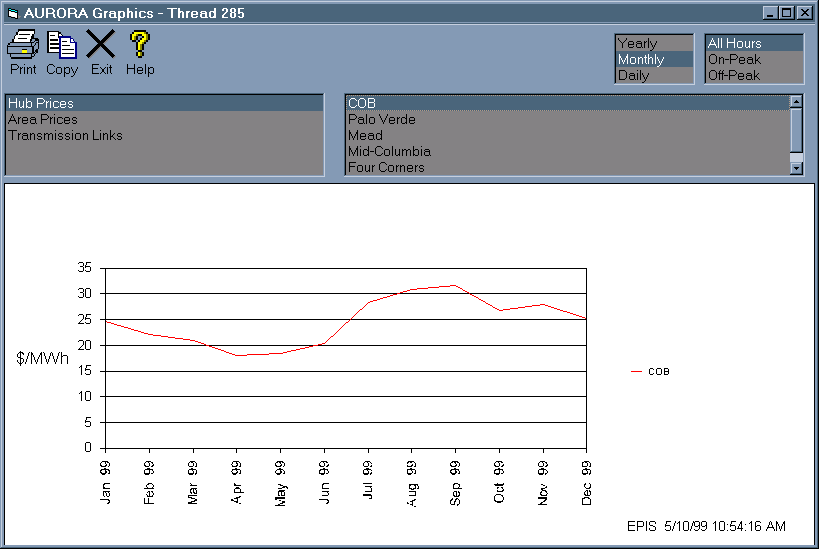 AURORA Graphics - Thread 285
Print Copy Exit Help
Yearly
Monthly
Daily
All Hours
On-Peak
Off-Peak
Hub Prices
Area Prices
Transmission Links
COB
Palo Verde
Mead
Mid-Columbia
Four Corners
35
30
25
20
15
10
5
0
$/MWh
Jan 99
Feb 99
Mar 99
Apr 99
May 99
Jun 99
Jul 99
Aug 99
Sep 99
Oct 99
Nov 99
Dec 99
COB
EPIS 5/10/99 10:54:16 AM